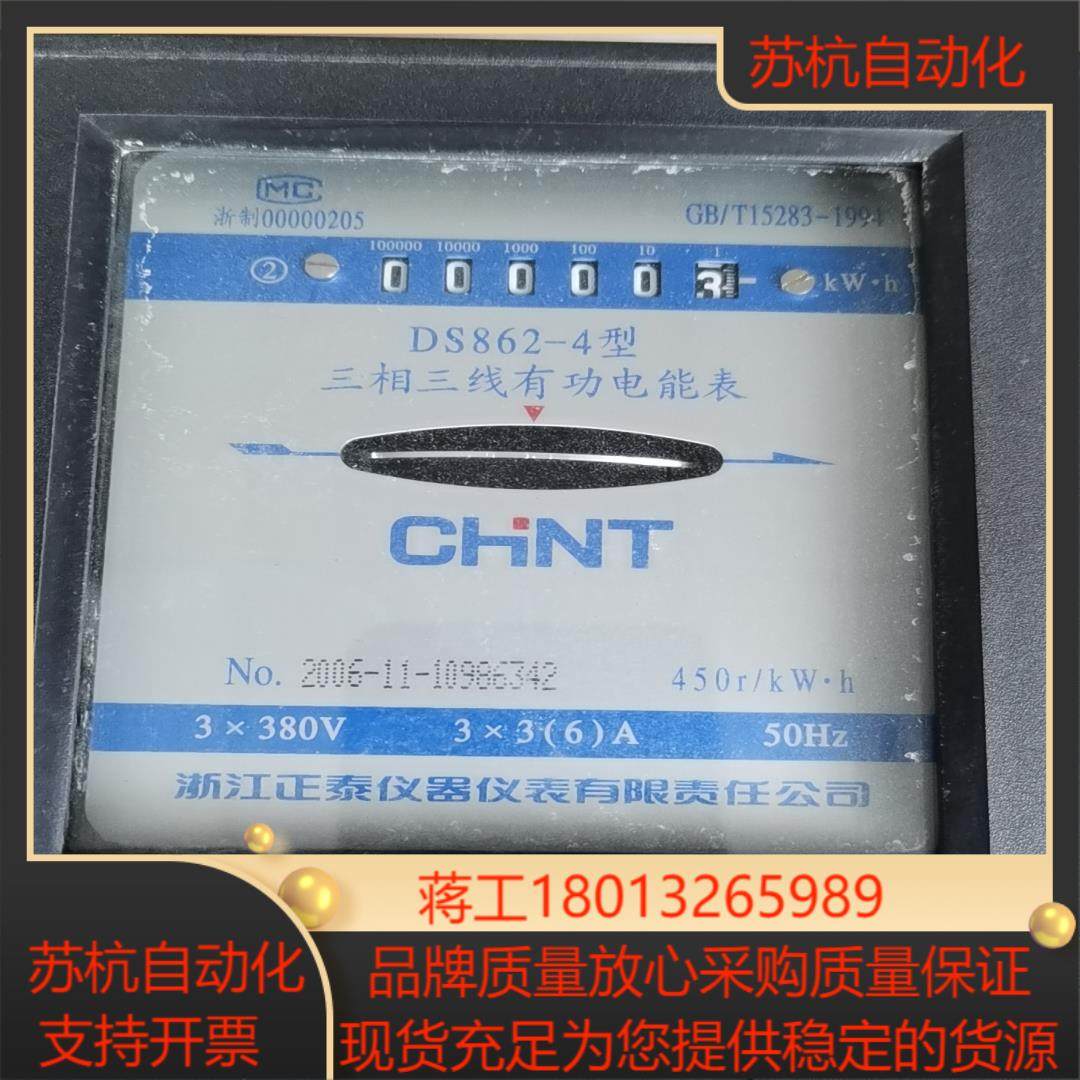 苏杭自动化
MC
浙制00000205
GB/T15283-1994
100000 10000 1000 100 10 1
② 0 0 0 0 0 3 kW·h
DS862-4型
三相三线有功电能表
CHNT
No. 2006-11-10986342
450r/kW·h
3×380V 3×3(6)A 50Hz
浙江正泰仪器仪表有限责任公司
蒋工18013265989
苏杭自动化
支持开票
品牌质量放心采购质量保证
现货充足为您提供稳定的货源